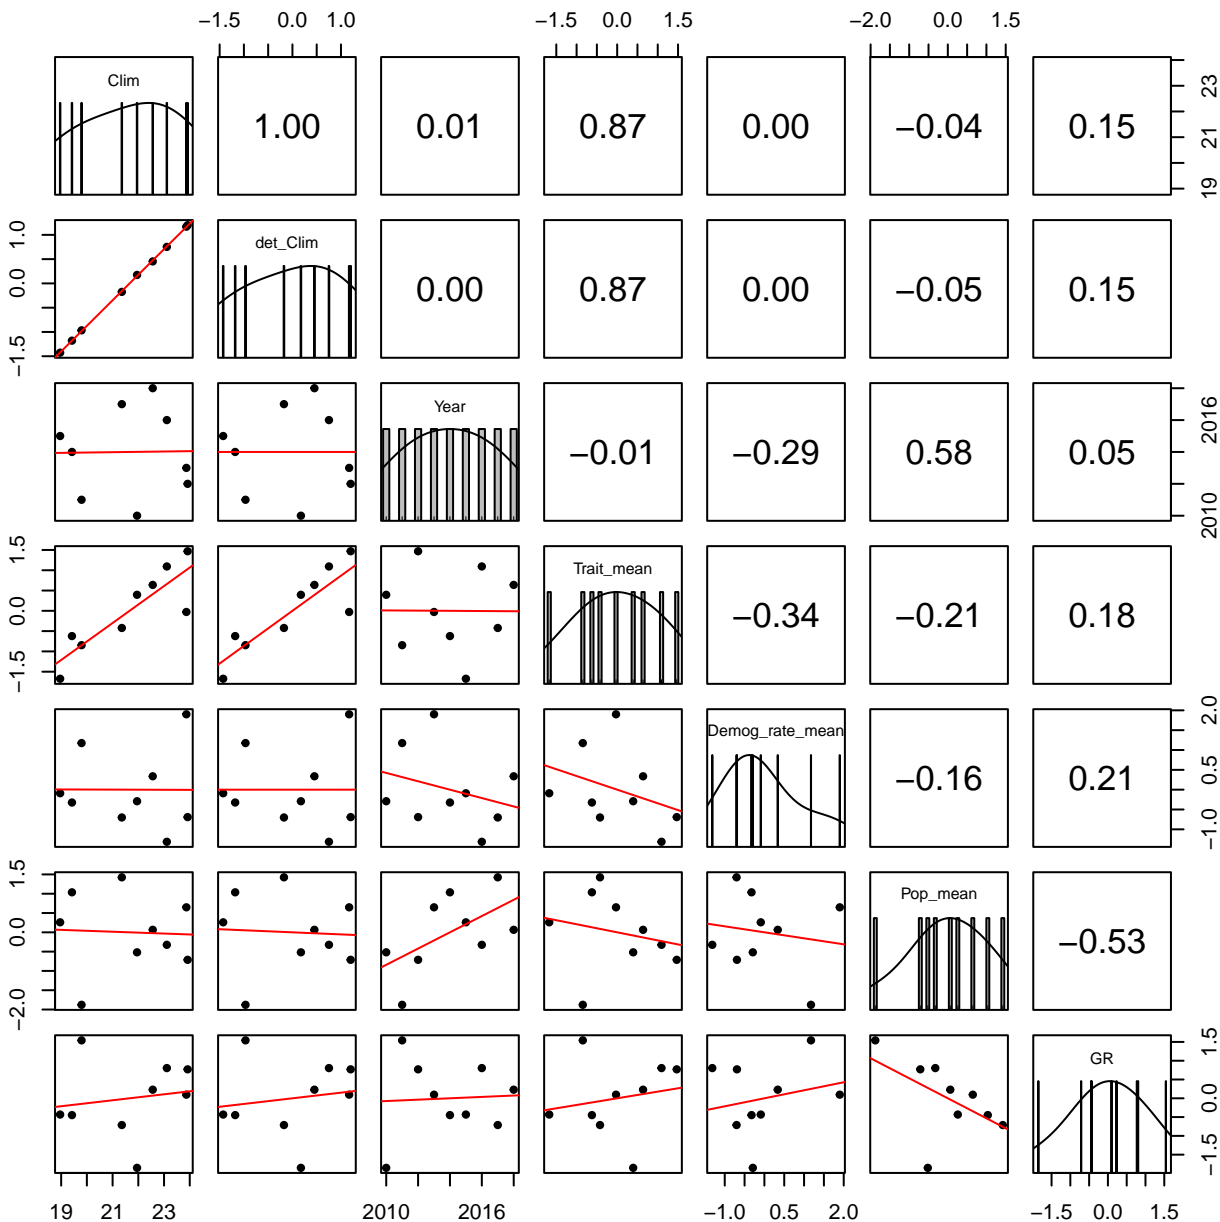 −1.5 0.0 1.0 −1.5 0.0 1.5 −2.0 0.0 1.5
Clim 1.00 0.01 0.87 0.00 −0.04 0.15 19 21 23
−1.5 0.0 1.0 det_Clim 0.00 0.87 0.00 −0.05 0.15
Year −0.01 −0.29 0.58 0.05 2010 2016
−1.5 0.0 1.5 Trait_mean −0.34 −0.21 0.18
Demog_rate_mean −0.16 0.21 −1.0 0.5 2.0
−2.0 0.0 1.5 Pop_mean −0.53
GR −1.5 0.0 1.5
19 21 23 2010 2016 −1.0 0.5 2.0 −1.5 0.0 1.5